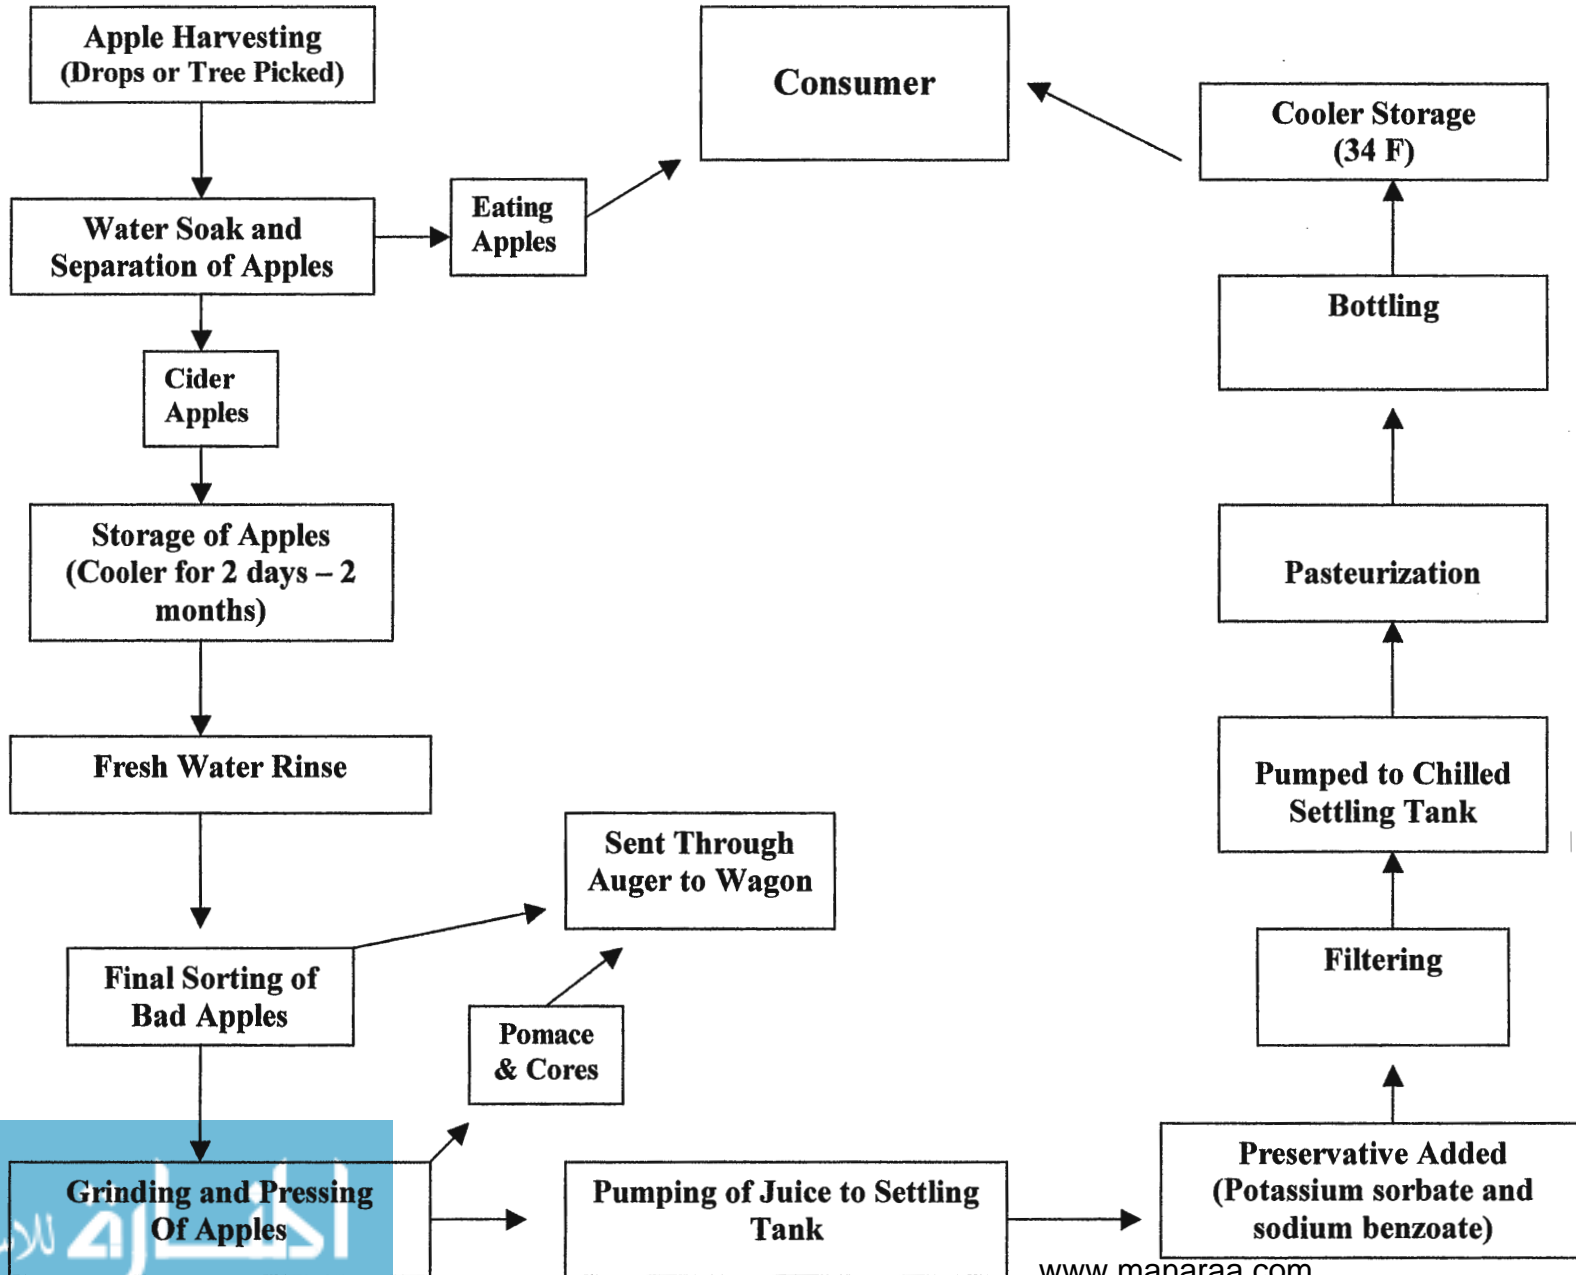 Apple Harvesting
(Drops or Tree Picked)
Consumer
Cooler Storage
(34 F)
Water Soak and
Separation of Apples
Eating
Apples
Bottling
Cider
Apples
Storage of Apples
(Cooler for 2 days – 2
months)
Pasteurization
Fresh Water Rinse
Pumped to Chilled
Settling Tank
Sent Through
Auger to Wagon
Final Sorting of
Bad Apples
Pomace
& Cores
Filtering
Grinding and Pressing
Of Apples
Pumping of Juice to Settling
Tank
Preservative Added
(Potassium sorbate and
sodium benzoate)
المنارة
www.manaraa.com